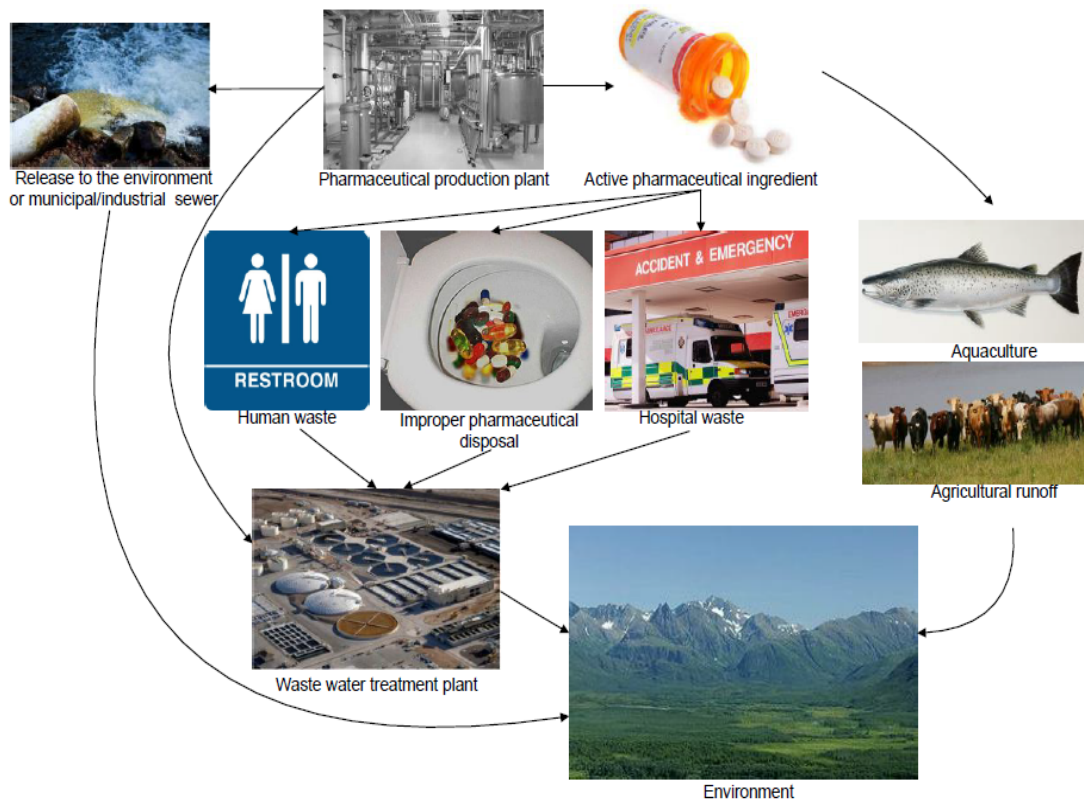 Release to the environment
or municipal/industrial sewer
Pharmaceutical production plant
Active pharmaceutical ingredient
RESTROOM
ACCIDENT & EMERGENCY
Human waste
Improper pharmaceutical
disposal
Hospital waste
Aquaculture
Agricultural runoff
Waste water treatment plant
Environment